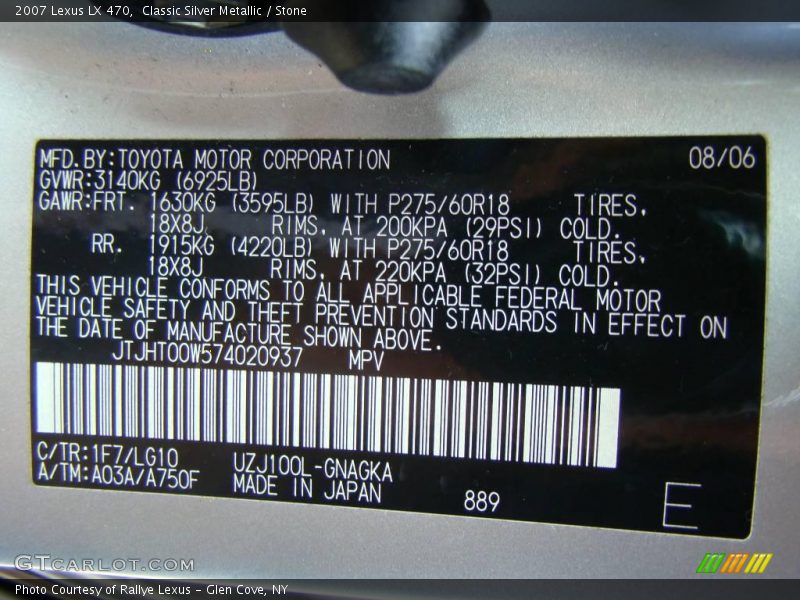 2007 Lexus LX 470,  Classic Silver Metallic / Stone
MFD.BY:TOYOTA MOTOR CORPORATION 08/06
GVWR:3140KG (6925LB)
GAWR:FRT. 1630KG (3595LB) WITH P275/60R18 TIRES,
18X8J RIMS, AT 200KPA (29PSI) COLD.
RR. 1915KG (4220LB) WITH P275/60R18 TIRES,
18X8J RIMS, AT 220KPA (32PSI) COLD.
THIS VEHICLE CONFORMS TO ALL APPLICABLE FEDERAL MOTOR
VEHICLE SAFETY AND THEFT PREVENTION STANDARDS IN EFFECT ON
THE DATE OF MANUFACTURE SHOWN ABOVE.
JTJHT00W574020937 MPV
C/TR:1F7/LG10 UZJ100L-GNAGKA
A/TM:A03A/A750F MADE IN JAPAN 889 E
GTCARLOT.COM
Photo Courtesy of Rallye Lexus - Glen Cove, NY